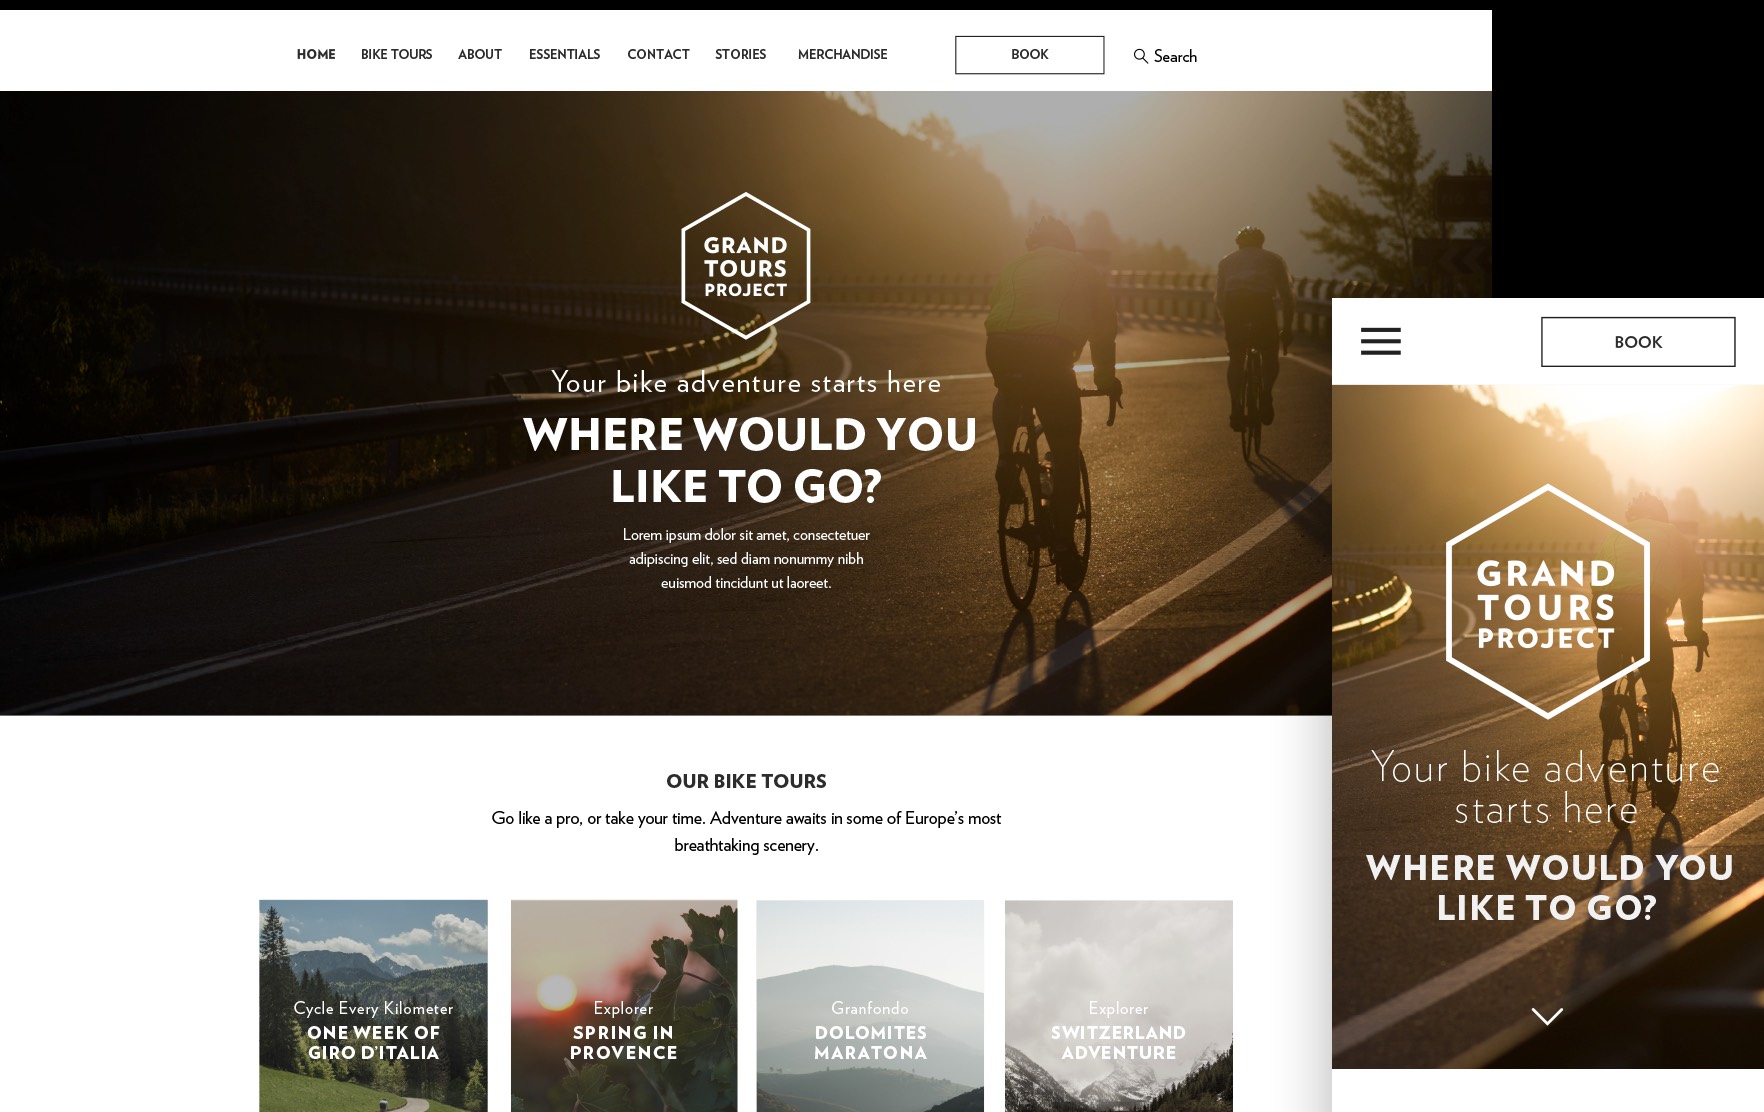 HOME BIKE TOURS ABOUT ESSENTIALS CONTACT STORIES MERCHANDISE BOOK Search
GRAND
TOURS
PROJECT
Your bike adventure starts here
WHERE WOULD YOU
LIKE TO GO?
Lorem ipsum dolor sit amet, consectetuer
adipiscing elit, sed diam nonummy nibh
euismod tincidunt ut laoreet.
OUR BIKE TOURS
Go like a pro, or take your time. Adventure awaits in some of Europe’s most
breathtaking scenery.
Cycle Every Kilometer
ONE WEEK OF
GIRO D’ITALIA
Explorer
SPRING IN
PROVENCE
Granfondo
DOLOMITES
MARATONA
Explorer
SWITZERLAND
ADVENTURE
BOOK
GRAND
TOURS
PROJECT
Your bike adventure
starts here
WHERE WOULD YOU
LIKE TO GO?